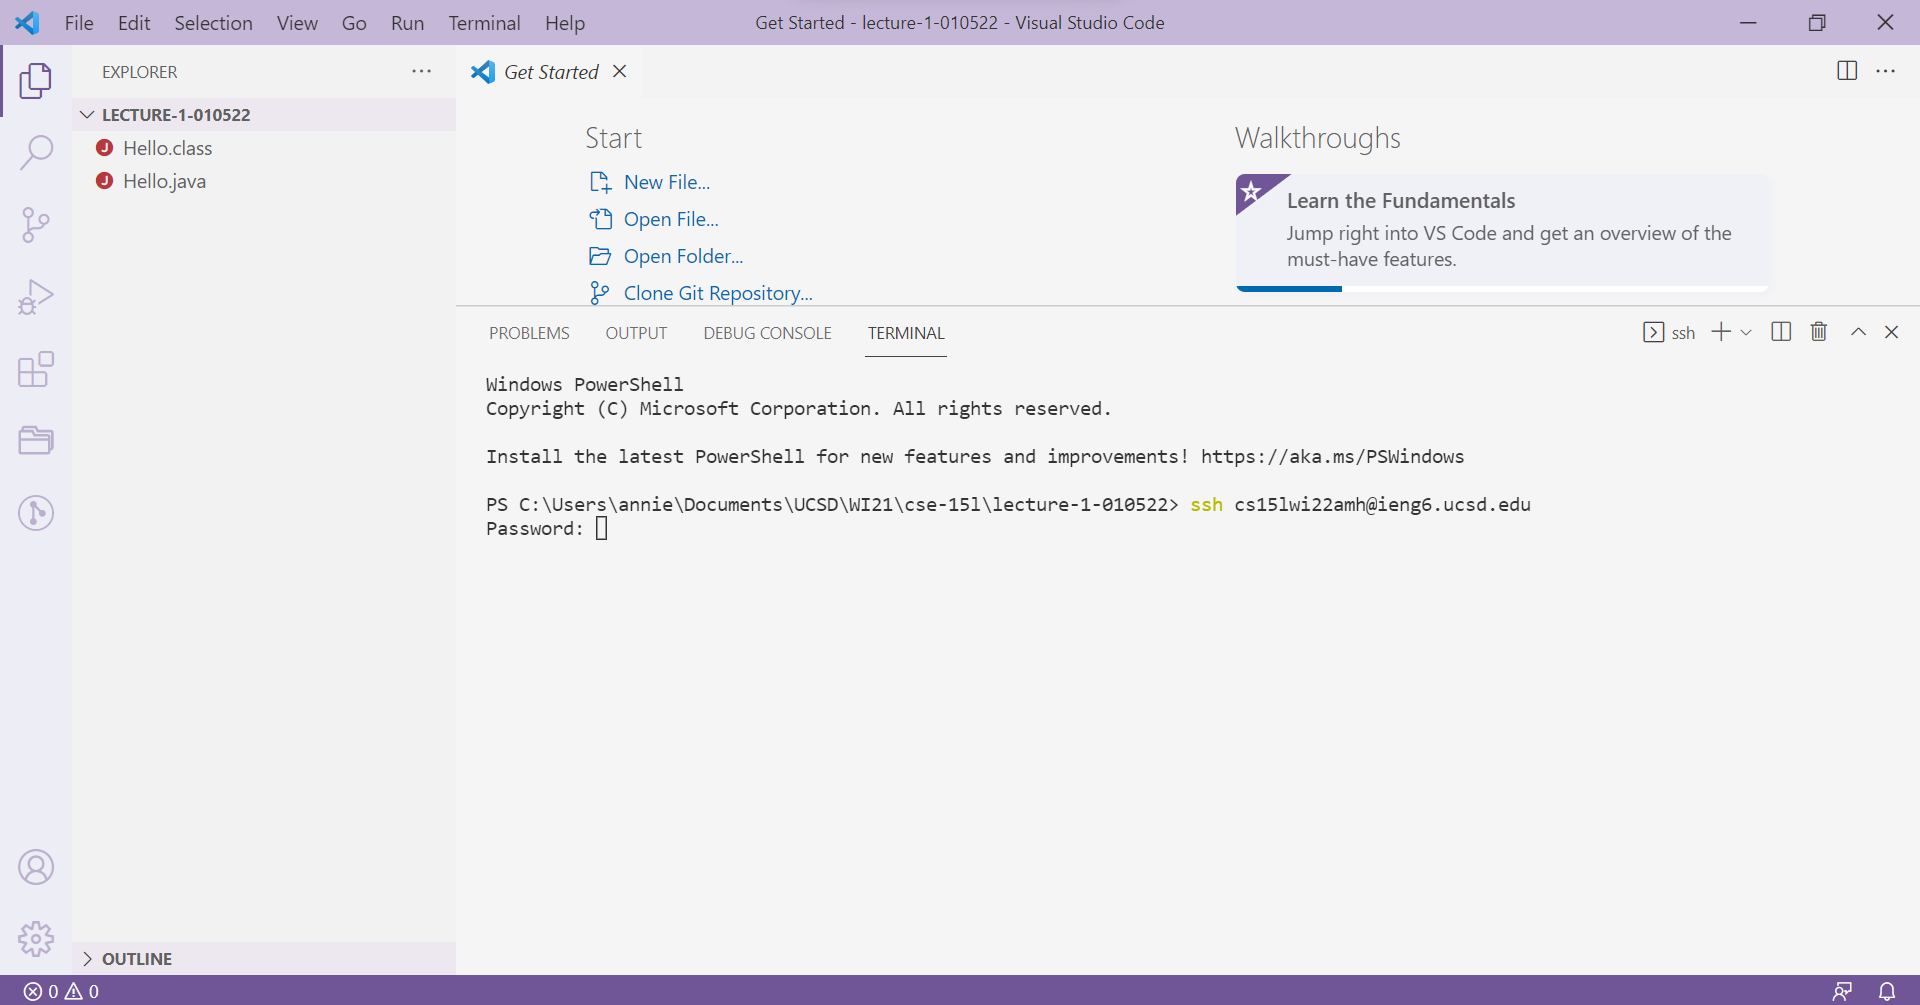 File Edit Selection View Go Run Terminal Help
Get Started - lecture-1-010522 - Visual Studio Code
EXPLORER
LECTURE-1-010522
Hello.class
Hello.java
OUTLINE
Get Started
Start
New File...
Open File...
Open Folder...
Clone Git Repository...
Walkthroughs
Learn the Fundamentals
Jump right into VS Code and get an overview of the
must-have features.
PROBLEMS OUTPUT DEBUG CONSOLE TERMINAL
ssh
Windows PowerShell
Copyright (C) Microsoft Corporation. All rights reserved.
Install the latest PowerShell for new features and improvements! https://aka.ms/PSWindows
PS C:\Users\annie\Documents\UCSD\WI21\cse-15l\lecture-1-010522> ssh cs15lwi22amh@ieng6.ucsd.edu
Password:
0 0